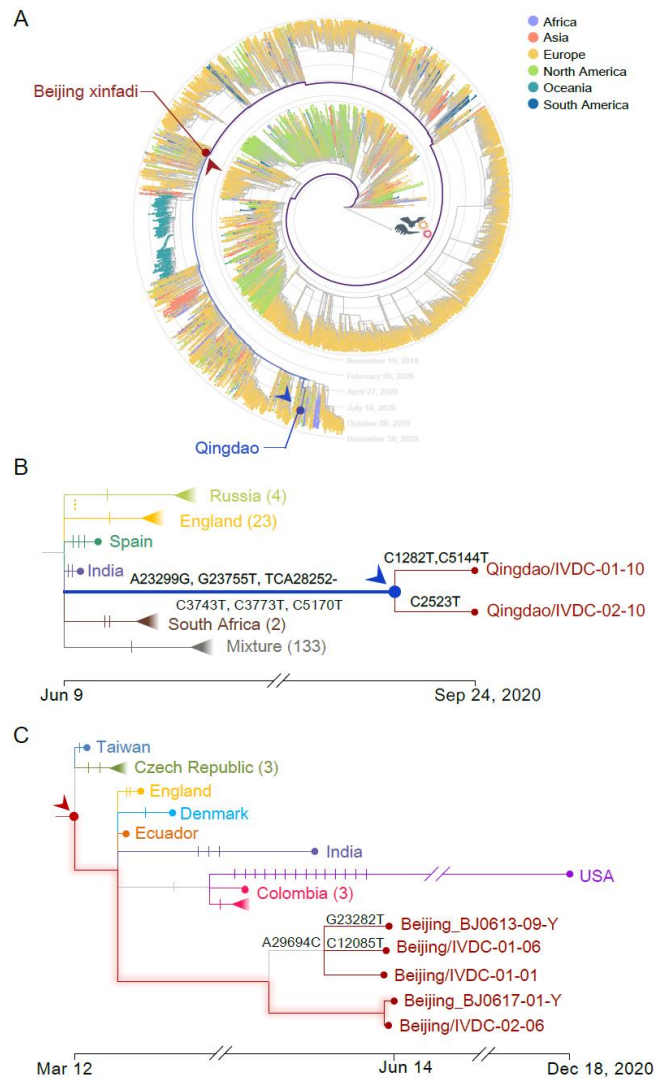 A
Africa
Asia
Europe
North America
Oceania
South America
Beijing xinfadi
November 15, 2019
February 05, 2020
April 27, 2020
July 18, 2020
October 08, 2020
December 30, 2020
Qingdao
B
Russia (4)
England (23)
Spain
India
A23299G, G23755T, TCA28252-
C3743T, C3773T, C5170T
C1282T,C5144T
Qingdao/IVDC-01-10
C2523T
Qingdao/IVDC-02-10
South Africa (2)
Mixture (133)
Jun 9
Sep 24, 2020
C
Taiwan
Czech Republic (3)
England
Denmark
Ecuador
India
USA
Colombia (3)
G23282T
Beijing_BJ0613-09-Y
A29694C
C12085T
Beijing/IVDC-01-06
Beijing/IVDC-01-01
Beijing_BJ0617-01-Y
Beijing/IVDC-02-06
Mar 12
Jun 14
Dec 18, 2020